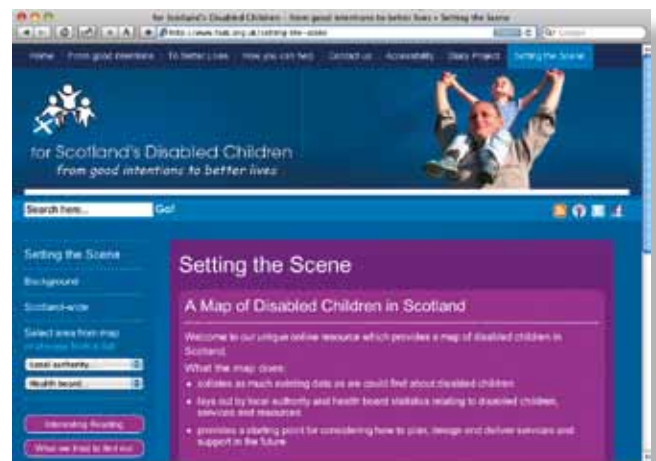 for Scotland's Disabled Children - from good intentions to better lives » Setting the Scene
Home From good intentions To better lives How you can help Contact us Accessibility Diary Project Setting the Scene
for Scotland's Disabled Children
from good intentions to better lives
Search here... Go!
Setting the Scene
Background
Scotland-wide
Select area from map
Local authority...
Health board...
Interesting Reading
What we tried to find out
Setting the Scene
A Map of Disabled Children in Scotland
Welcome to our unique online resource which provides a map of disabled children in
Scotland.
What the map does:
• collates as much existing data as we could find about disabled children
• lays out by local authority and health board statistics relating to disabled children,
services and resources
• provides a starting point for considering how to plan, design and deliver services and
support in the future